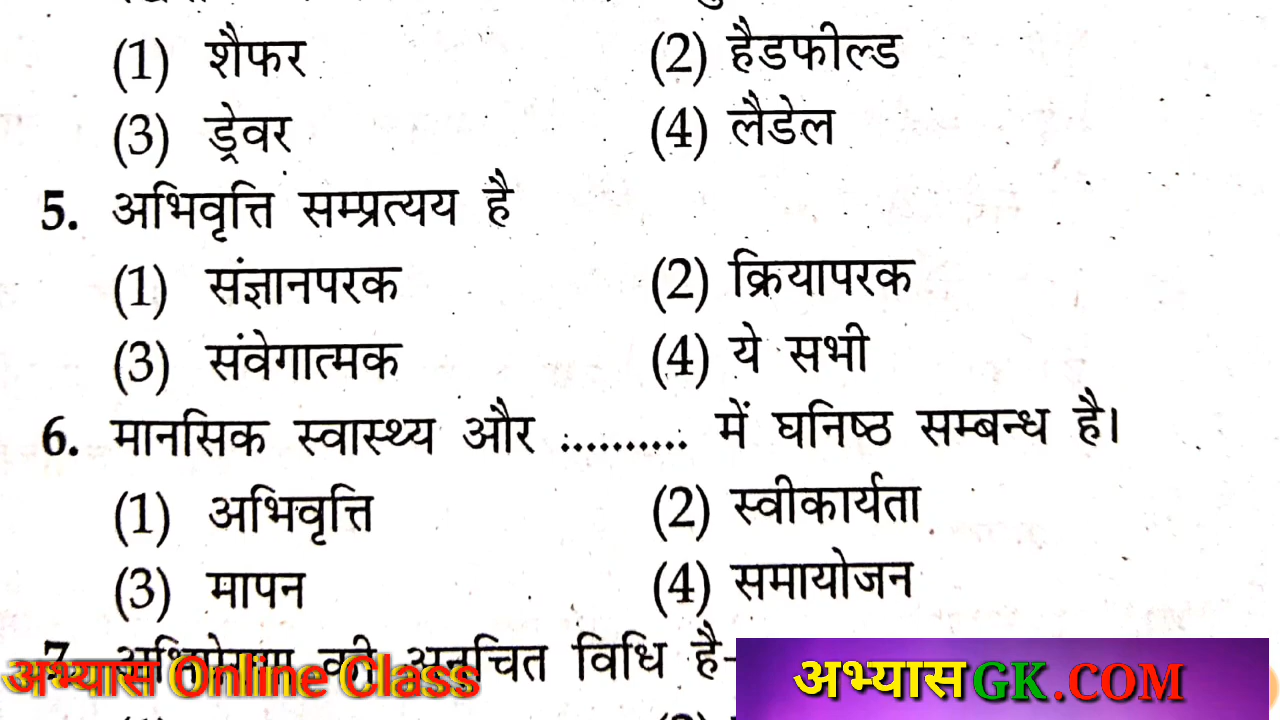 (1) शैफर (2) हैडफील्ड
(3) ड्रेवर (4) लैडेल
5. अभिवृत्ति सम्प्रत्यय है
(1) संज्ञानपरक (2) क्रियापरक
(3) संवेगात्मक (4) ये सभी
6. मानसिक स्वास्थ्य और .......... में घनिष्ठ सम्बन्ध है।
(1) अभिवृत्ति (2) स्वीकार्यता
(3) मापन (4) समायोजन
7. की अनुचित विधि है-
अभ्यास Online Class
अभ्यासGK.COM